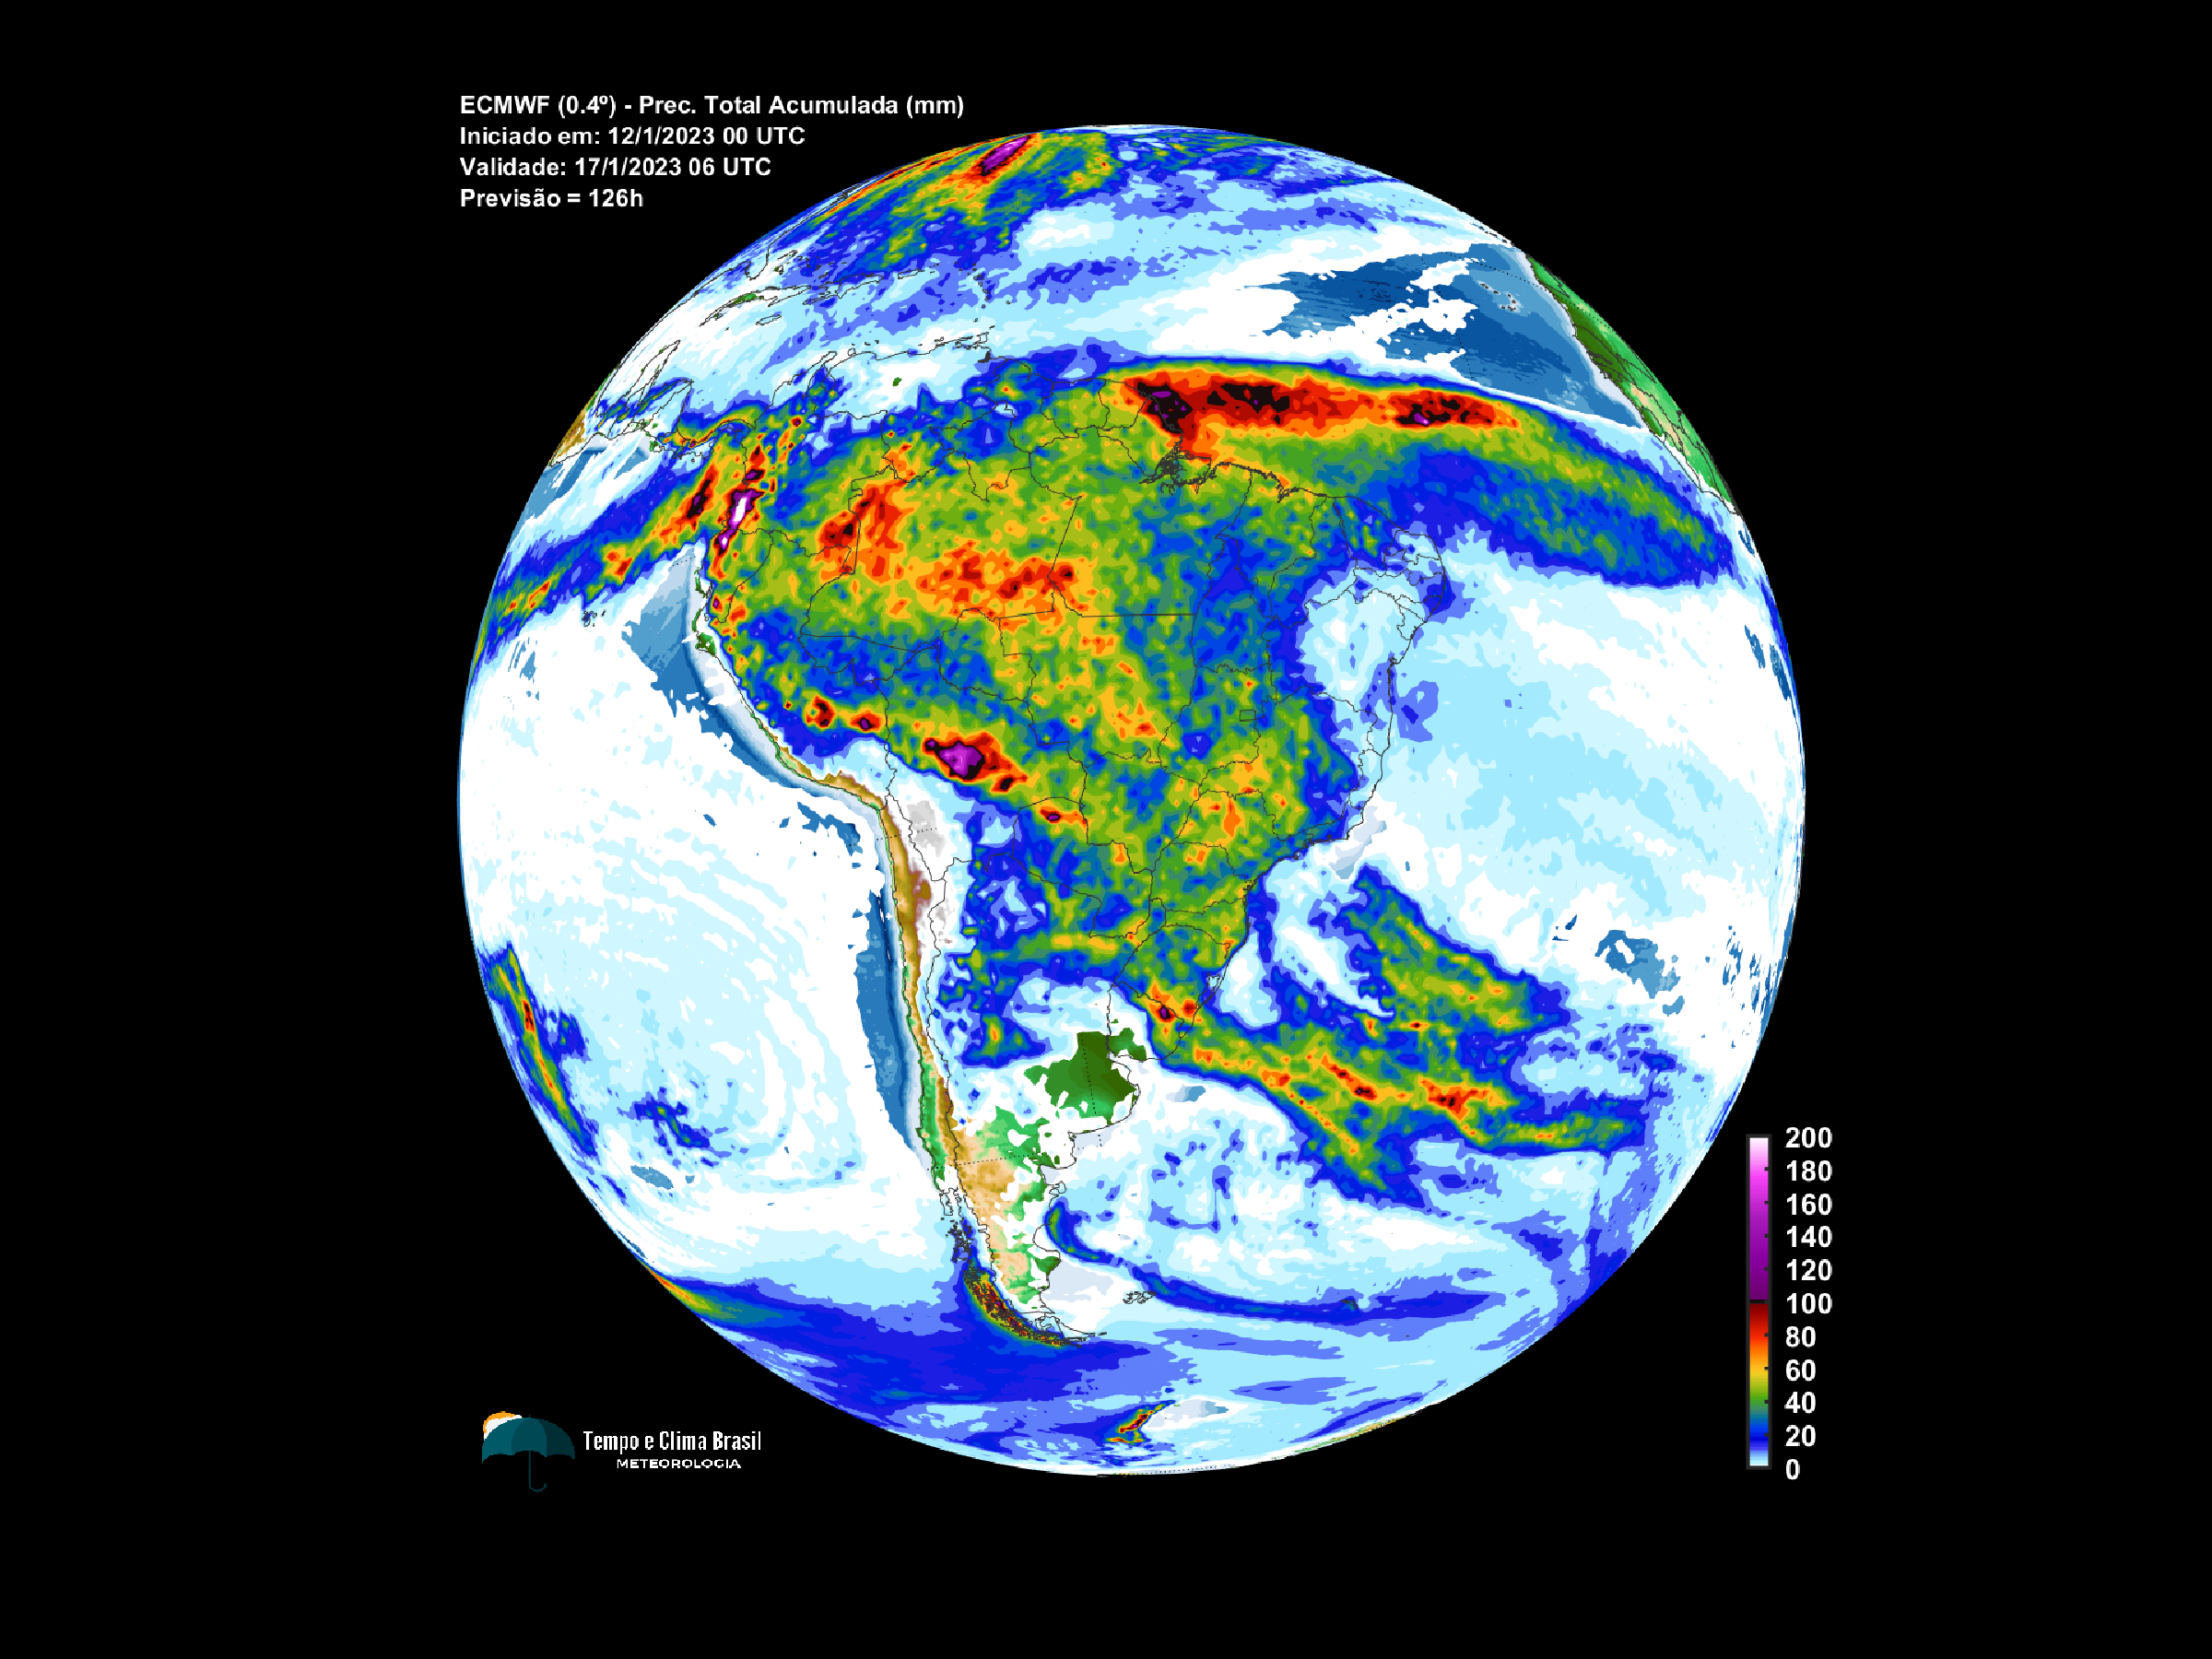 ECMWF (0.4º) - Prec. Total Acumulada (mm)
Iniciado em: 12/1/2023 00 UTC
Validade: 17/1/2023 06 UTC
Previsão = 126h
200
180
160
140
120
100
80
60
40
20
0
Tempo e Clima Brasil
METEOROLOGIA